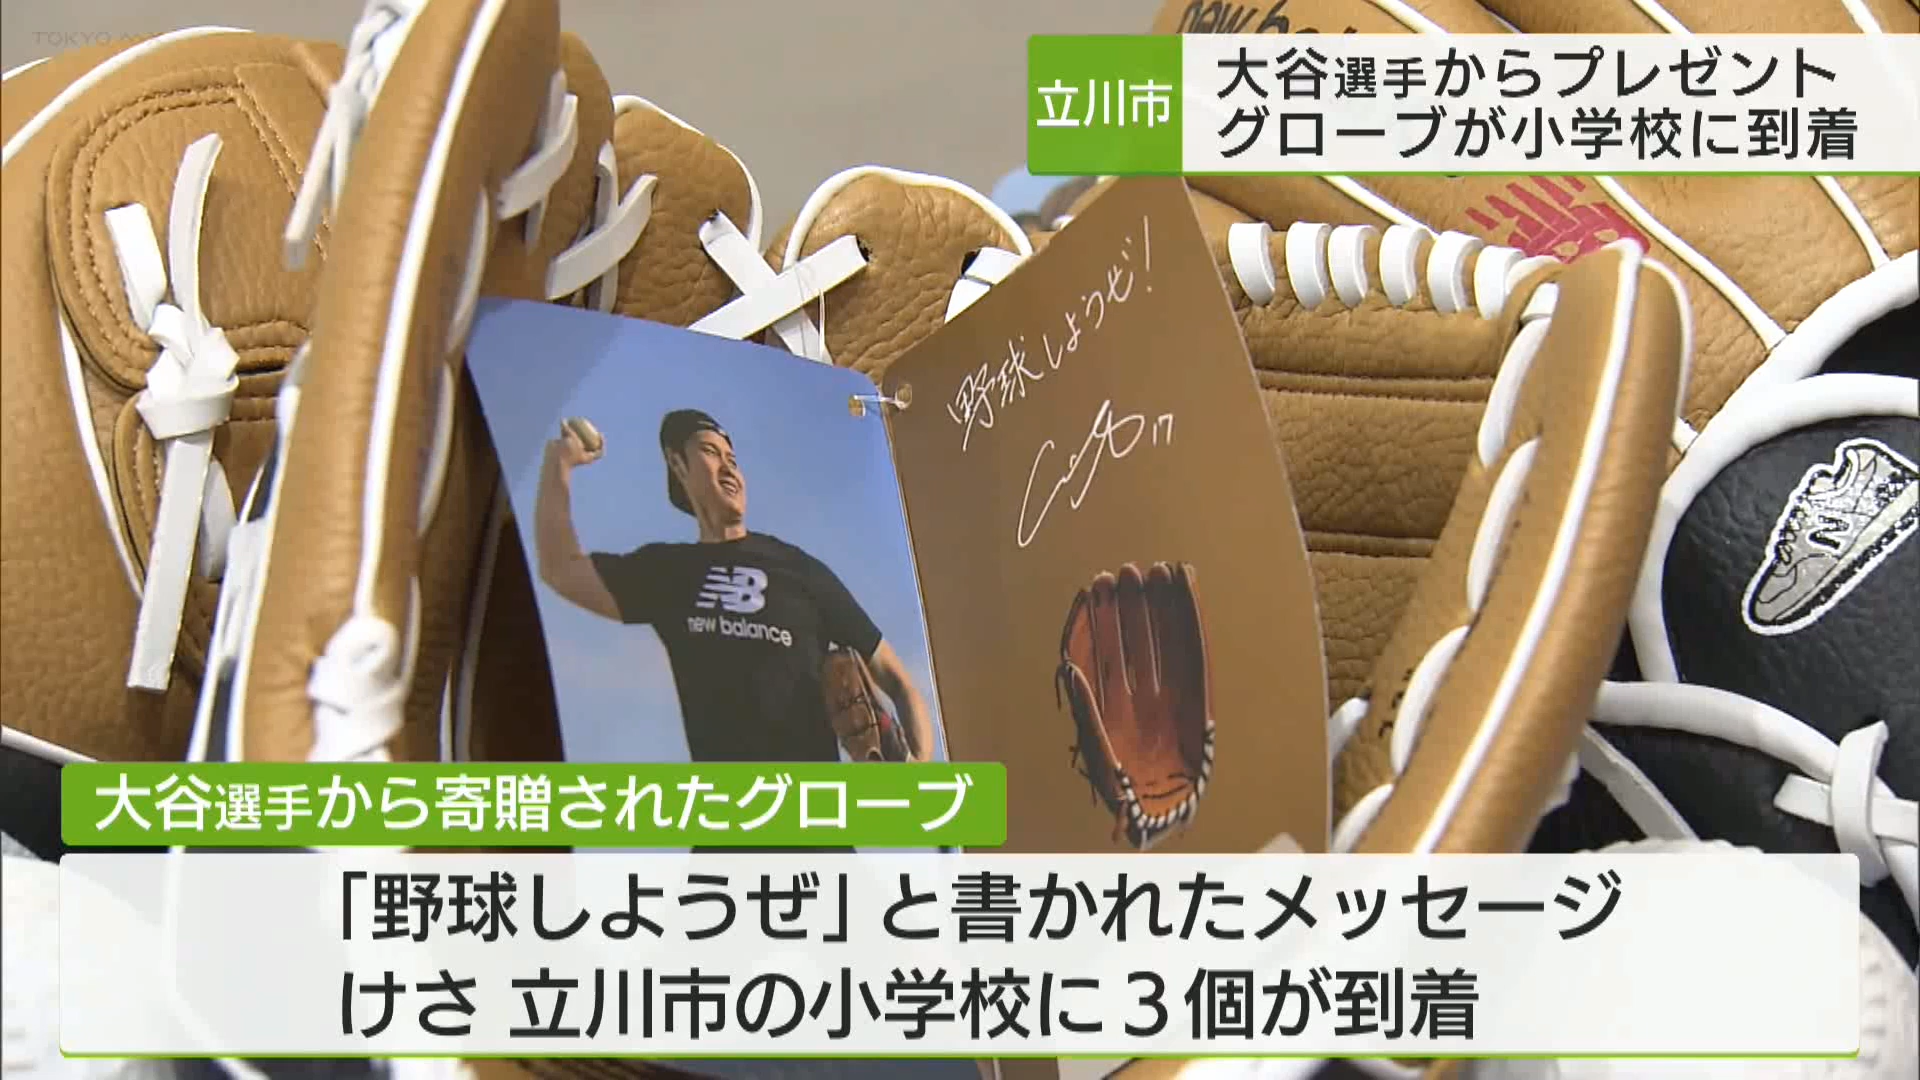 TOKYO MX
立川市
大谷選手からプレゼント
グローブが小学校に到着
new b
野球しようぜ!
17
NB
new balance
N
大谷選手から寄贈されたグローブ
「野球しようぜ」と書かれたメッセージ
けさ 立川市の小学校に3個が到着